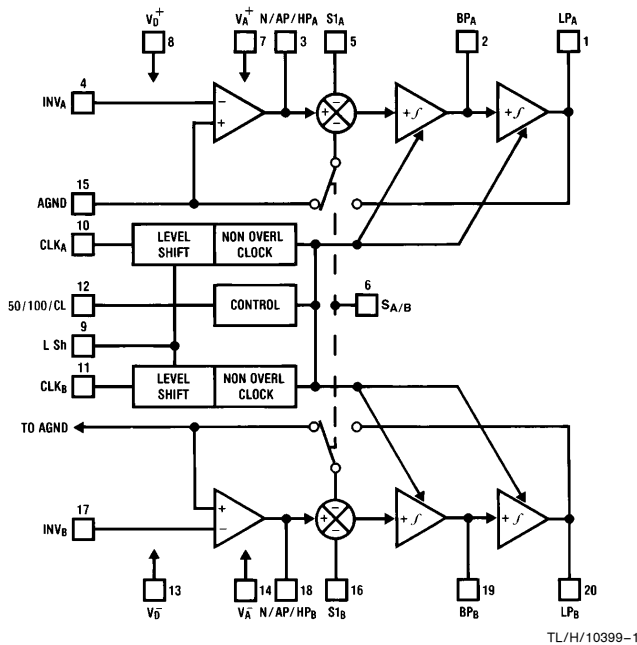 V_D^+ V_A^+ N/AP/HP_A S1_A BP_A LP_A
8 7 3 5 2 1
4
INV_A
− + + − − +∫ +∫
15
AGND
10
CLK_A LEVEL SHIFT NON OVERL CLOCK
12
50/100/CL CONTROL
6
S_A/B
9
L Sh
11
CLK_B LEVEL SHIFT NON OVERL CLOCK
TO AGND
17
INV_B
+ − + − − +∫ +∫
13 14 18 16 19 20
V_D^− V_A^− N/AP/HP_B S1_B BP_B LP_B
TL/H/10399–1